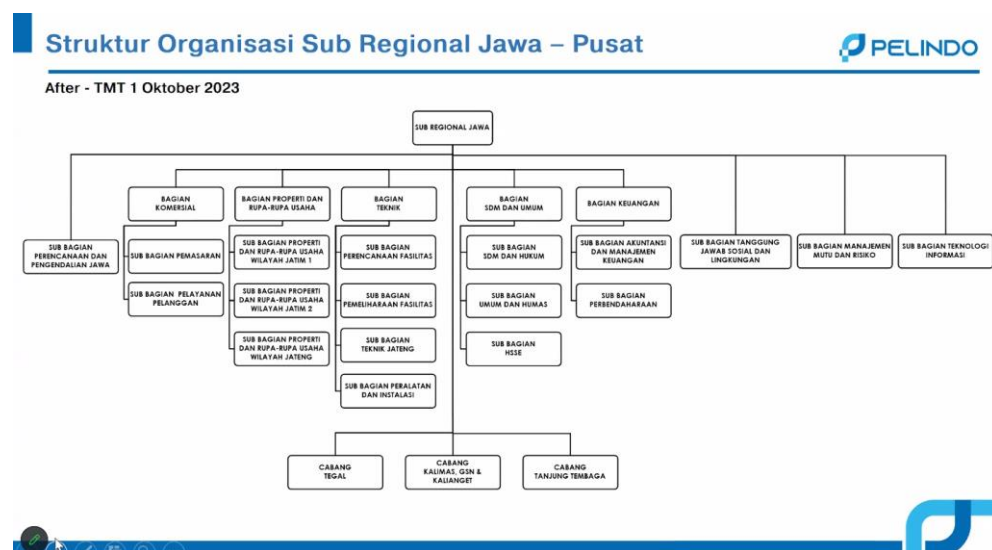 Struktur Organisasi Sub Regional Jawa – Pusat
PELINDO
After - TMT 1 Oktober 2023
SUB REGIONAL JAWA
BAGIAN
KOMERSIAL
BAGIAN PROPERTI DAN
RUPA-RUPA USAHA
BAGIAN
TEKNIK
BAGIAN
SDM DAN UMUM
BAGIAN KEUANGAN
SUB BAGIAN
PERENCANAAN DAN
PENGENDALIAN JAWA
SUB BAGIAN PEMASARAN
SUB BAGIAN PELAYANAN
PELANGGAN
SUB BAGIAN PROPERTI
DAN RUPA-RUPA USAHA
WILAYAH JATIM 1
SUB BAGIAN PROPERTI
DAN RUPA-RUPA USAHA
WILAYAH JATIM 2
SUB BAGIAN PROPERTI
DAN RUPA-RUPA USAHA
WILAYAH JATENG
SUB BAGIAN
PERENCANAAN FASILITAS
SUB BAGIAN
PEMELIHARAAN FASILITAS
SUB BAGIAN
TEKNIK JATENG
SUB BAGIAN PERALATAN
DAN INSTALASI
SUB BAGIAN
SDM DAN HUKUM
SUB BAGIAN
UMUM DAN HUMAS
SUB BAGIAN
HSSE
SUB BAGIAN AKUNTANSI
DAN MANAJEMEN
KEUANGAN
SUB BAGIAN
PERBENDAHARAAN
SUB BAGIAN TANGGUNG
JAWAB SOSIAL DAN
LINGKUNGAN
SUB BAGIAN MANAJEMEN
MUTU DAN RISIKO
SUB BAGIAN TEKNOLOGI
INFORMASI
CABANG
TEGAL
CABANG
KALIMAS, GSN &
KALIANGET
CABANG
TANJUNG TEMBAGA